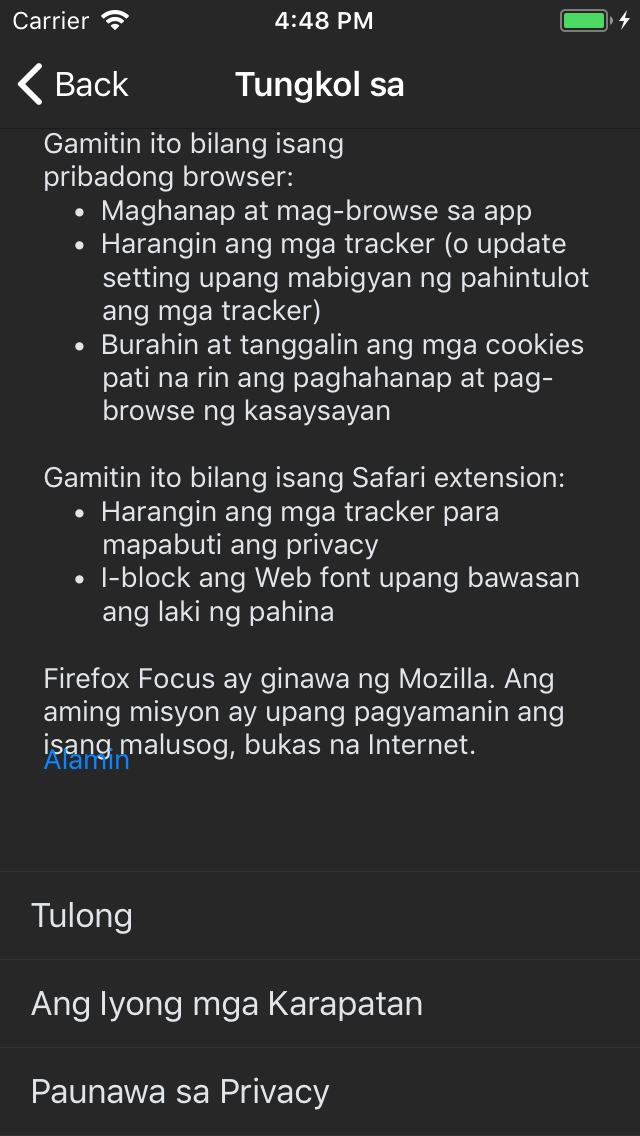 Carrier 4:48 PM
Back Tungkol sa
Gamitin ito bilang isang
pribadong browser:
• Maghanap at mag-browse sa app
• Harangin ang mga tracker (o update
setting upang mabigyan ng pahintulot
ang mga tracker)
• Burahin at tanggalin ang mga cookies
pati na rin ang paghahanap at pag-
browse ng kasaysayan
Gamitin ito bilang isang Safari extension:
• Harangin ang mga tracker para
mapabuti ang privacy
• I-block ang Web font upang bawasan
ang laki ng pahina
Firefox Focus ay ginawa ng Mozilla. Ang
aming misyon ay upang pagyamanin ang
isang malusog, bukas na Internet.
Alamin
Tulong
Ang Iyong mga Karapatan
Paunawa sa Privacy